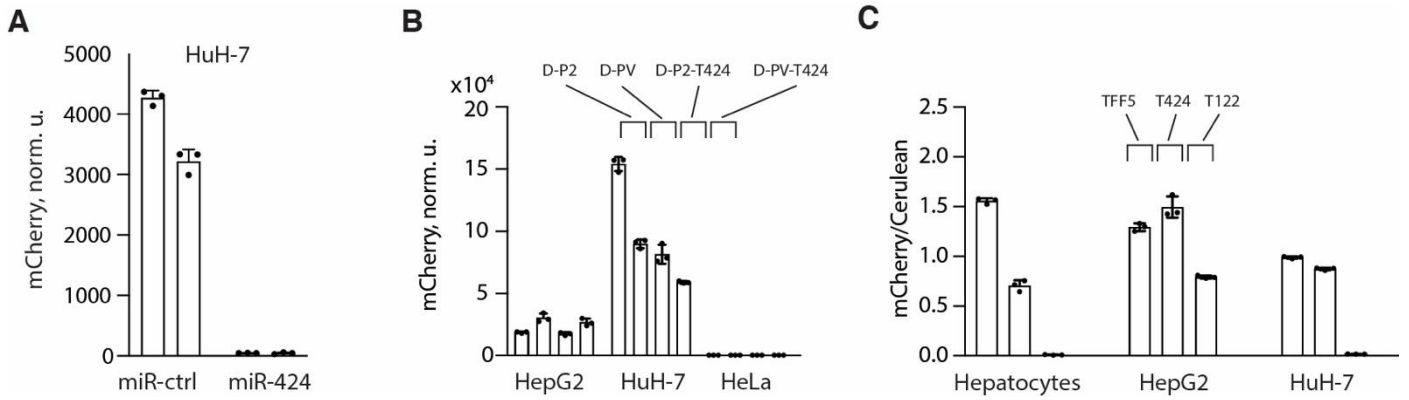 A
HuH-7
mCherry, norm. u.
5000
4000
3000
2000
1000
0
miR-ctrl miR-424
B
D-P2 D-PV D-P2-T424 D-PV-T424
x10⁴
mCherry, norm. u.
20
15
10
5
0
HepG2 HuH-7 HeLa
C
TFF5 T424 T122
mCherry/Cerulean
2.5
2.0
1.5
1.0
0.5
0.0
Hepatocytes HepG2 HuH-7